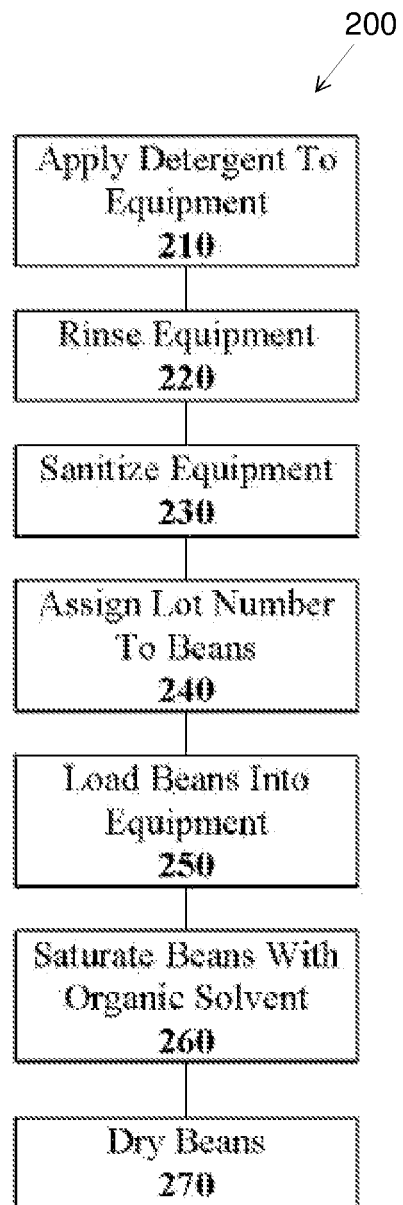 200
Apply Detergent To
Equipment
210
Rinse Equipment
220
Sanitize Equipment
230
Assign Lot Number
To Beans
240
Load Beans Into
Equipment
250
Saturate Beans With
Organic Solvent
260
Dry Beans
270